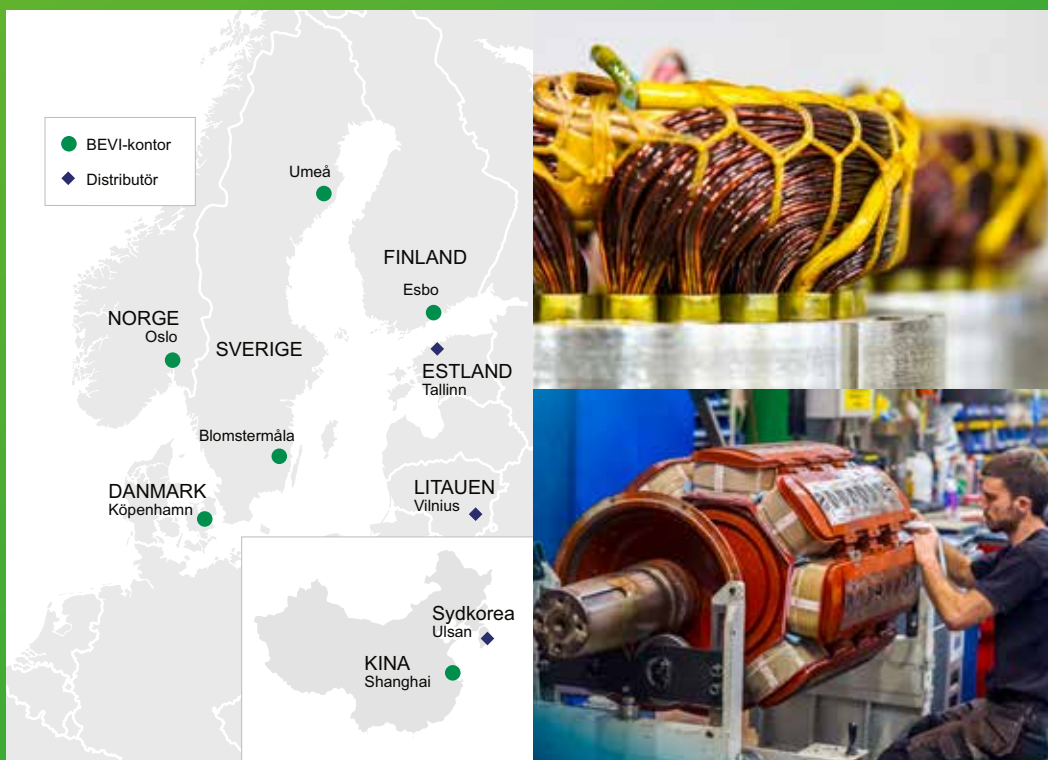 BEVI-kontor
Distributör
Umeå
FINLAND
Esbo
NORGE
Oslo
SVERIGE
ESTLAND
Tallinn
Blomstermåla
DANMARK
Köpenhamn
LITAUEN
Vilnius
Sydkorea
Ulsan
KINA
Shanghai